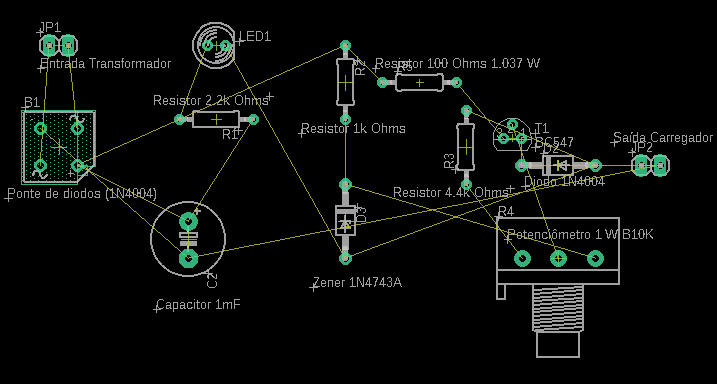 JP1
Entrada Transformador
LED1
R2
Resistor 100 Ohms 1.037 W
R5
B1
Resistor 2.2k Ohms
R1
Resistor 1k Ohms
T1
BC547
Saída Carregador
JP2
D2
R3
Diodo 1N4004
Ponte de diodos (1N4004)
Resistor 4.4k Ohms
D3
R4
Potenciômetro 1 W B10K
C2
Zener 1N4743A
Capacitor 1mF